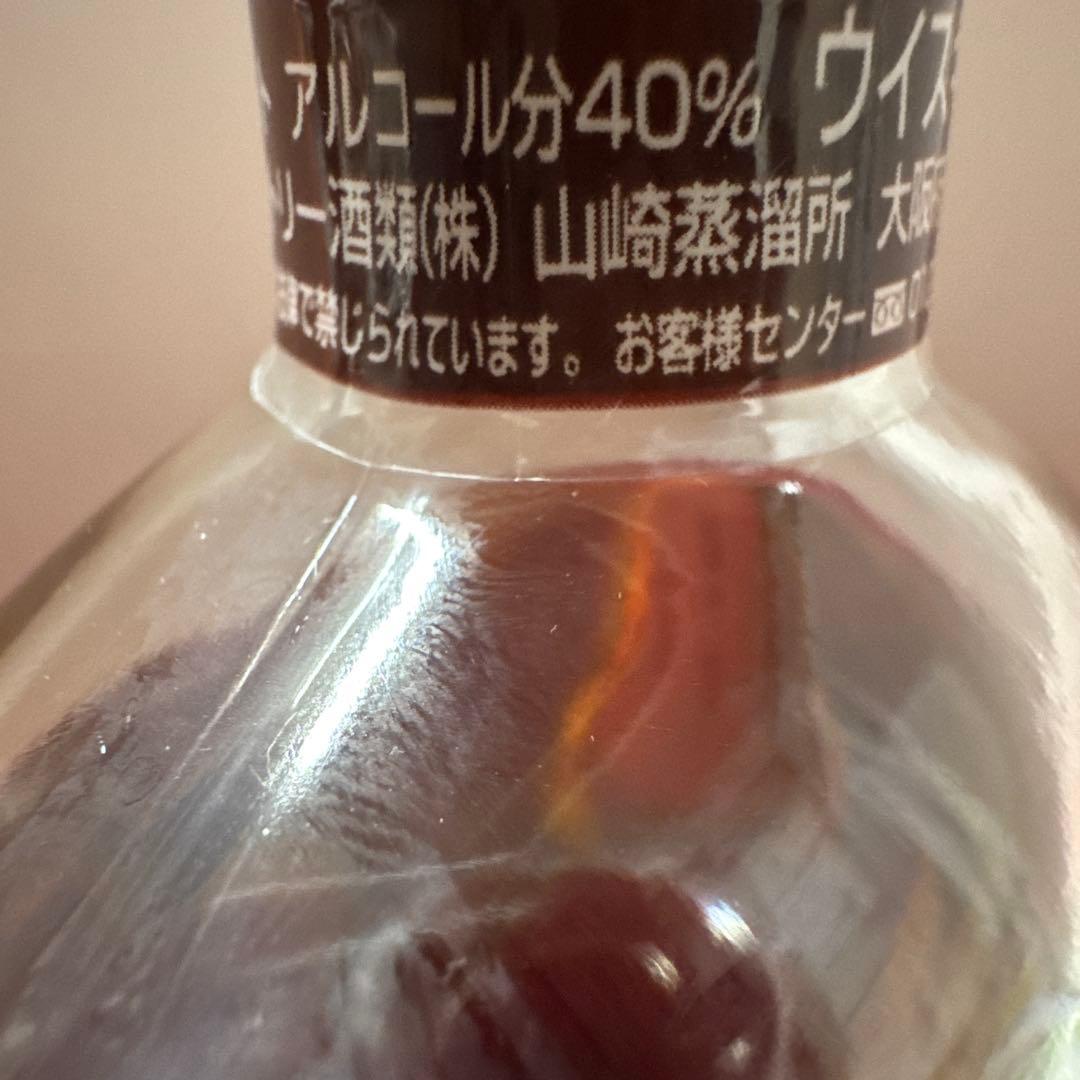 アルコール分40% ウイス
リー酒類(株) 山崎蒸溜所 大阪
で禁じられています。 お客様センター